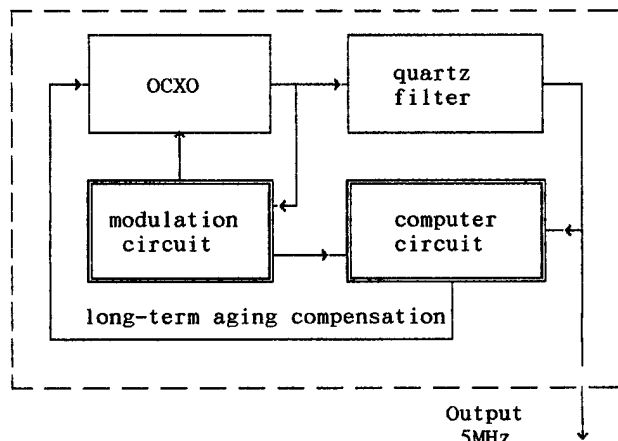 OCXO
quartz
filter
modulation
circuit
computer
circuit
long-term aging compensation
Output
5MHz